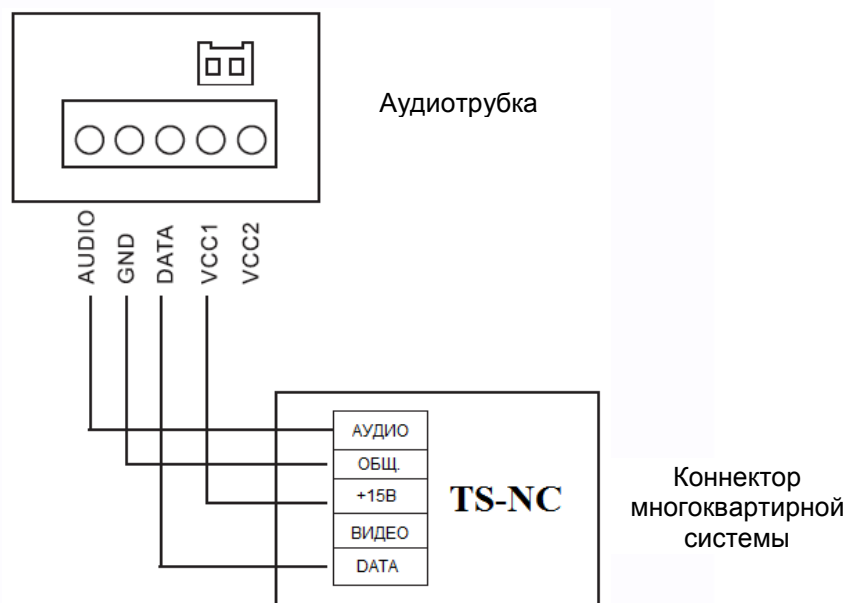 Аудиотрубка
AUDIO
GND
DATA
VCC1
VCC2
АУДИО
ОБЩ.
+15В
ВИДЕО
DATA
TS-NC
Коннектор
многоквартирной
системы